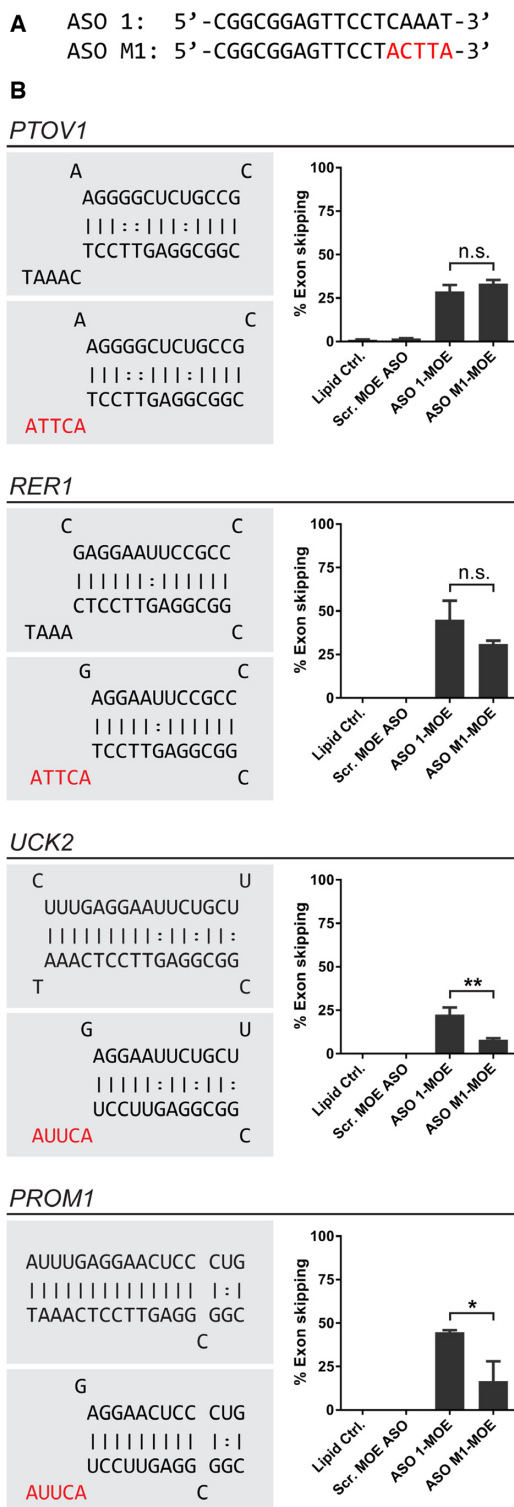 A
ASO 1: 5’-CGGCGGAGTTCCTCAAAT-3’
ASO M1: 5’-CGGCGGAGTTCCTACTTA-3’
B
PTOV1
A C
AGGGGCUCUGCCG
|||::|||:||||
TCCTTGAGGCGGC
TAAAC
A C
AGGGGCUCUGCCG
|||::|||:||||
TCCTTGAGGCGGC
ATTCA
% Exon skipping
100
75
50
25
0
n.s.
Lipid Ctrl.
Scr. MOE ASO
ASO 1-MOE
ASO M1-MOE
RER1
C C
GAGGAAUUCCGCC
||||||:||||||
CTCCTTGAGGCGG
TAAA C
G C
AGGAAUUCCGCC
|||||:||||||
TCCTTGAGGCGG
ATTCA C
% Exon skipping
100
75
50
25
0
n.s.
Lipid Ctrl.
Scr. MOE ASO
ASO 1-MOE
ASO M1-MOE
UCK2
C U
UUUGAGGAAUUCUGCU
|||||||||:||:||:
AAACTCCTTGAGGCGG
T C
G U
AGGAAUUCUGCU
|||||:||:||:
UCCUUGAGGCGG
AUUCA C
% Exon skipping
100
75
50
25
0
**
Lipid Ctrl.
Scr. MOE ASO
ASO 1-MOE
ASO M1-MOE
PROM1
AUUUGAGGAACUCC CUG
|||||||||||||| |:|
TAAACTCCTTGAGG GGC
C
G
AGGAACUCC CUG
||||||||| |:|
UCCUUGAGG GGC
AUUCA C
% Exon skipping
100
75
50
25
0
*
Lipid Ctrl.
Scr. MOE ASO
ASO 1-MOE
ASO M1-MOE